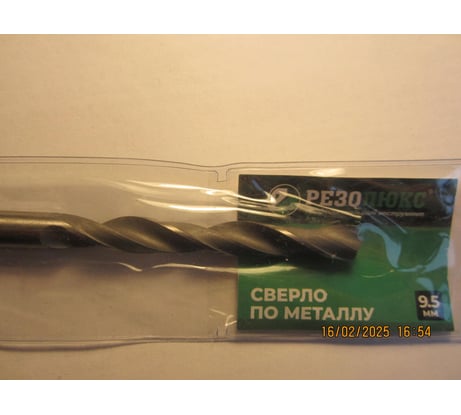 РЕЗОЛЮКС
СВЕРЛО
ПО МЕТАЛЛУ
9.5
ММ
16/02/2025 16:54